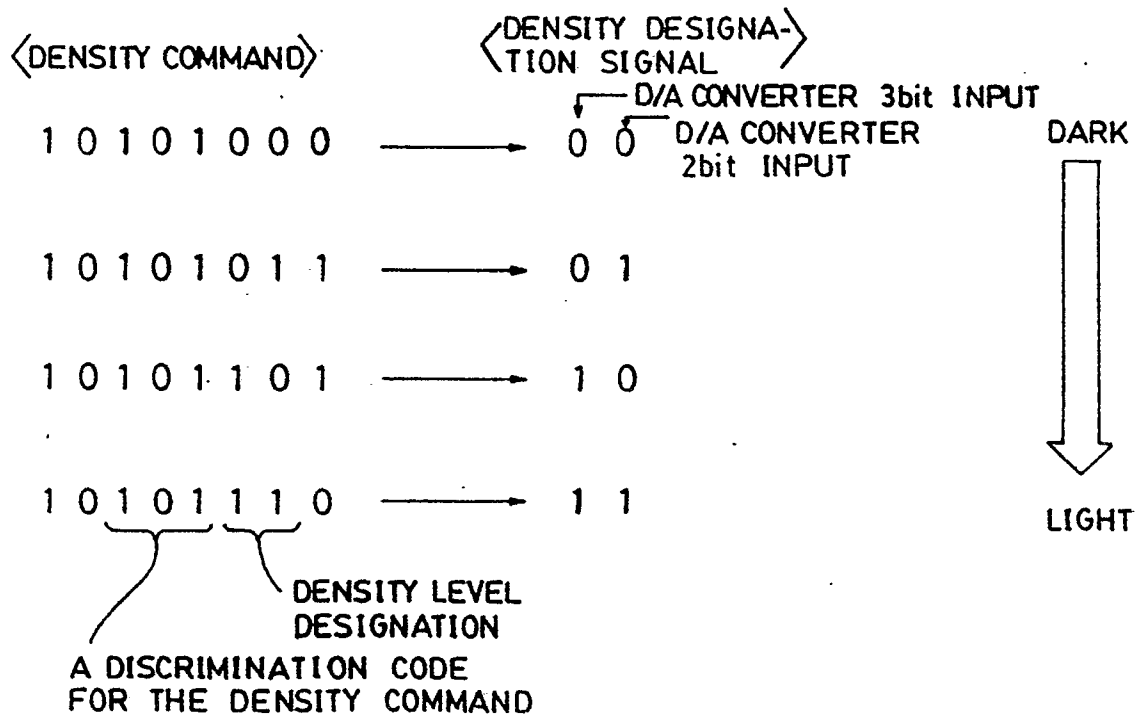 〈DENSITY COMMAND〉
〈DENSITY DESIGNA-
TION SIGNAL〉
D/A CONVERTER 3bit INPUT
1 0 1 0 1 0 0 0
0 0
D/A CONVERTER
2bit INPUT
DARK
1 0 1 0 1 0 1 1
0 1
1 0 1 0 1 1 0 1
1 0
1 0 1 0 1 1 1 0
1 1
LIGHT
DENSITY LEVEL
DESIGNATION
A DISCRIMINATION CODE
FOR THE DENSITY COMMAND